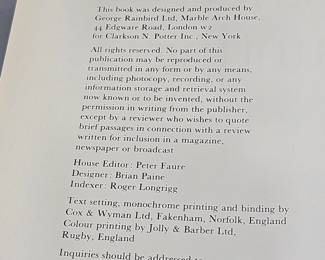 This book was designed and produced by
George Rainbird Ltd, Marble Arch House,
44 Edgware Road, London w2
for Clarkson N. Potter Inc., New York
All rights reserved. No part of this
publication may be reproduced or
transmitted in any form or by any means,
including photocopy, recording, or any
information storage and retrieval system
now known or to be invented, without the
permission in writing from the publisher,
except by a reviewer who wishes to quote
brief passages in connection with a review
written for inclusion in a magazine,
newspaper or broadcast
House Editor: Peter Faure
Designer: Brian Paine
Indexer: Roger Longrigg
Text setting, monochrome printing and binding by
Cox & Wyman Ltd, Fakenham, Norfolk, England
Colour printing by Jolly & Barber Ltd,
Rugby, England
Inquiries should be addressed